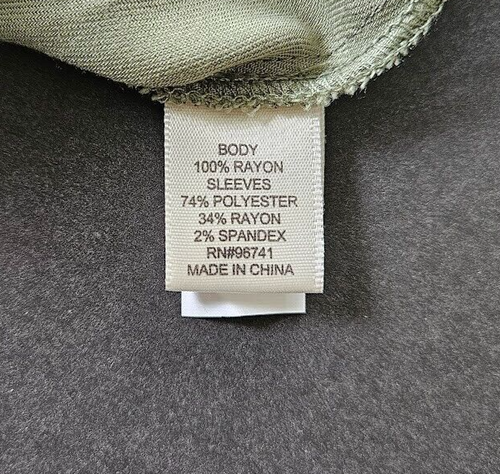 BODY
100% RAYON
SLEEVES
74% POLYESTER
34% RAYON
2% SPANDEX
RN#96741
MADE IN CHINA